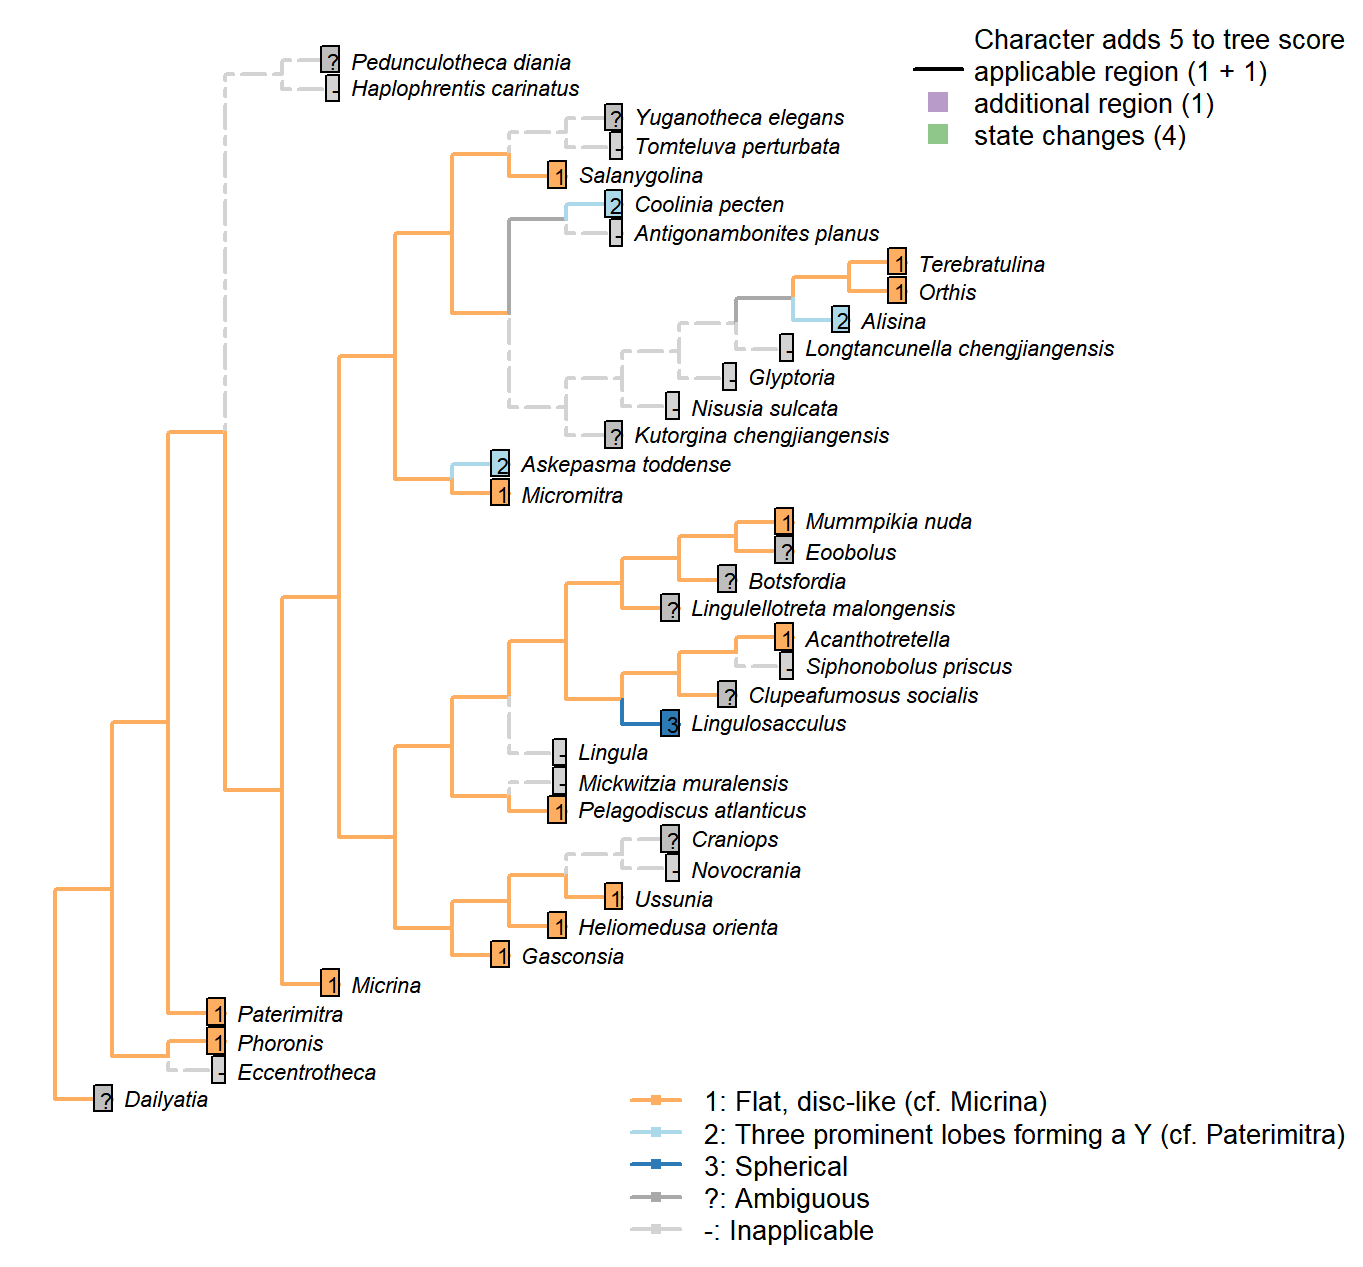 Character adds 5 to tree score
applicable region (1 + 1)
additional region (1)
state changes (4)
? Pedunculotheca diania
- Haplophrentis carinatus
? Yuganotheca elegans
- Tomteluva perturbata
1 Salanygolina
2 Coolinia pecten
- Antigonambonites planus
1 Terebratulina
1 Orthis
2 Alisina
- Longtancunella chengjiangensis
- Glyptoria
- Nisusia sulcata
? Kutorgina chengjiangensis
2 Askepasma toddense
1 Micromitra
1 Mummpikia nuda
? Eoobolus
? Botsfordia
? Lingulellotreta malongensis
1 Acanthotretella
- Siphonobolus priscus
? Clupeafumosus socialis
3 Lingulosacculus
- Lingula
- Mickwitzia muralensis
1 Pelagodiscus atlanticus
? Craniops
- Novocrania
1 Ussunia
1 Heliomedusa orienta
1 Gasconsia
1 Micrina
1 Paterimitra
1 Phoronis
- Eccentrotheca
? Dailyatia
1: Flat, disc-like (cf. Micrina)
2: Three prominent lobes forming a Y (cf. Paterimitra)
3: Spherical
?: Ambiguous
-: Inapplicable